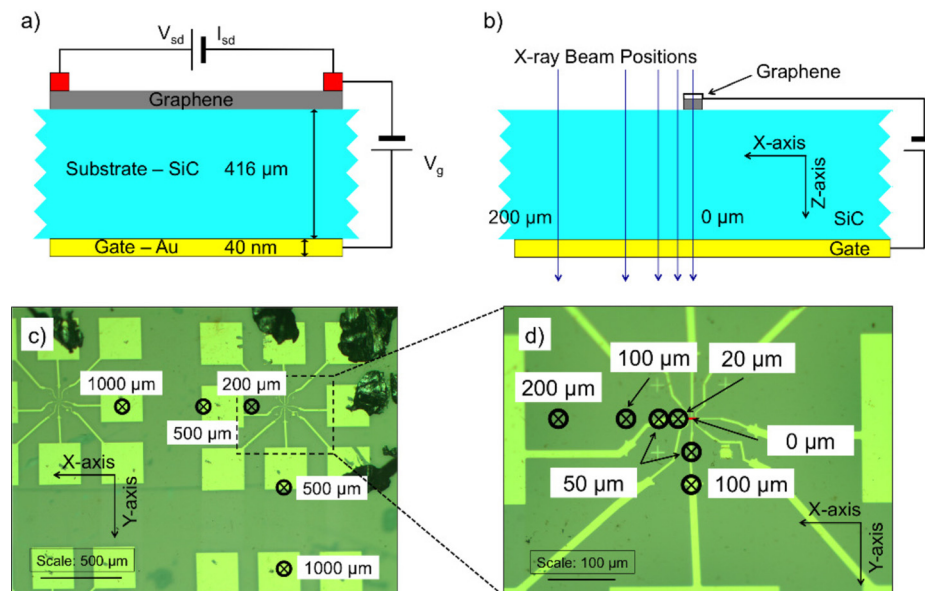 a)
V_sd I_sd
Graphene
Substrate – SiC 416 µm
V_g
Gate – Au 40 nm
b)
X-ray Beam Positions
Graphene
X-axis
Z-axis
200 µm
0 µm
SiC
Gate
c)
1000 µm
200 µm
500 µm
X-axis
Y-axis
500 µm
Scale: 500 µm
1000 µm
d)
100 µm
20 µm
200 µm
0 µm
50 µm
100 µm
X-axis
Y-axis
Scale: 100 µm